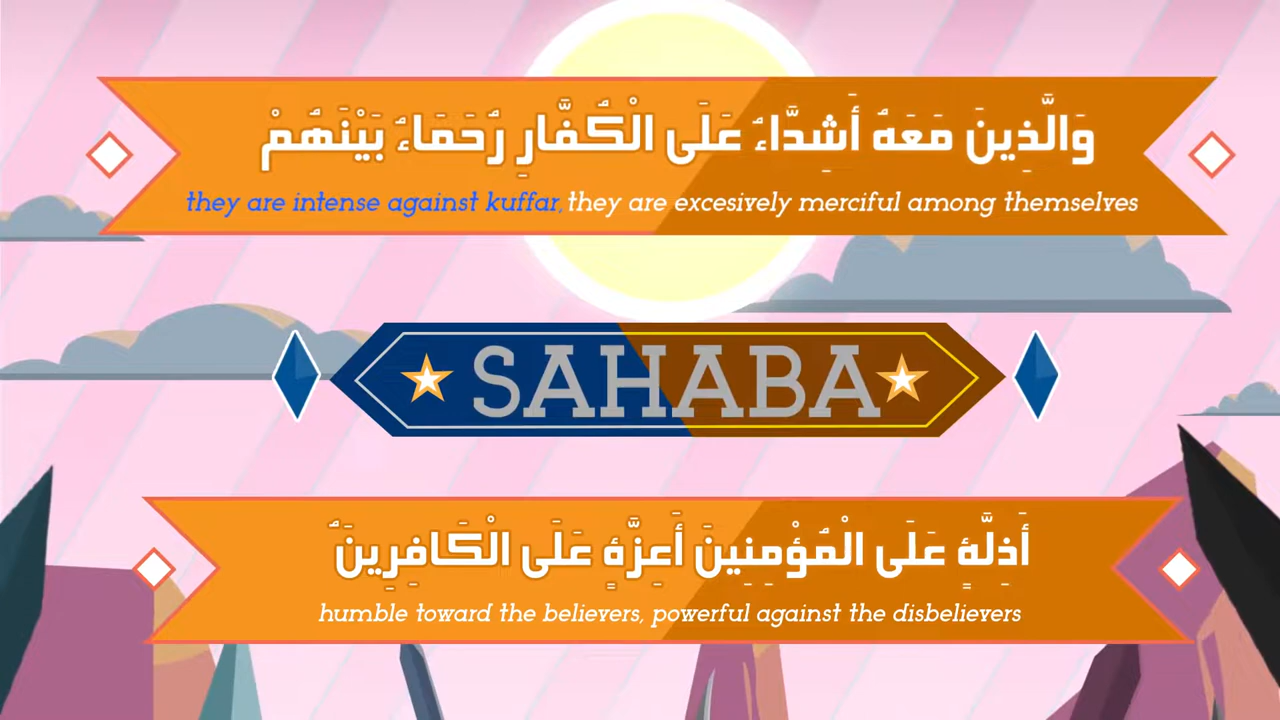 وَالَّذِينَ مَعَهُ أَشِدَّاءُ عَلَى الْكُفَّارِ رُحَمَاءُ بَيْنَهُمْ
they are intense against kuffar, they are excesively merciful among themselves
SAHABA
أَذِلَّةٍ عَلَى الْمُؤْمِنِينَ أَعِزَّةٍ عَلَى الْكَافِرِينَُ
humble toward the believers, powerful against the disbelievers